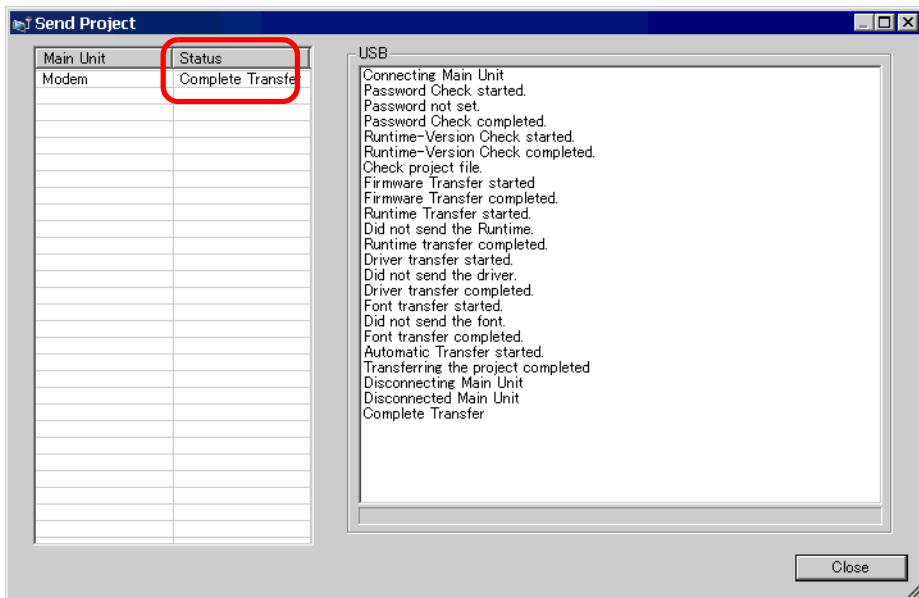 Send Project
Main Unit Status
Modem Complete Transfer
USB
Connecting Main Unit
Password Check started.
Password not set.
Password Check completed.
Runtime-Version Check started.
Runtime-Version Check completed.
Check project file.
Firmware Transfer started
Firmware Transfer completed.
Runtime Transfer started.
Did not send the Runtime.
Runtime transfer completed.
Driver transfer started.
Did not send the driver.
Driver transfer completed.
Font transfer started.
Did not send the font.
Font transfer completed.
Automatic Transfer started.
Transferring the project completed
Disconnecting Main Unit
Disconnected Main Unit
Complete Transfer
Close